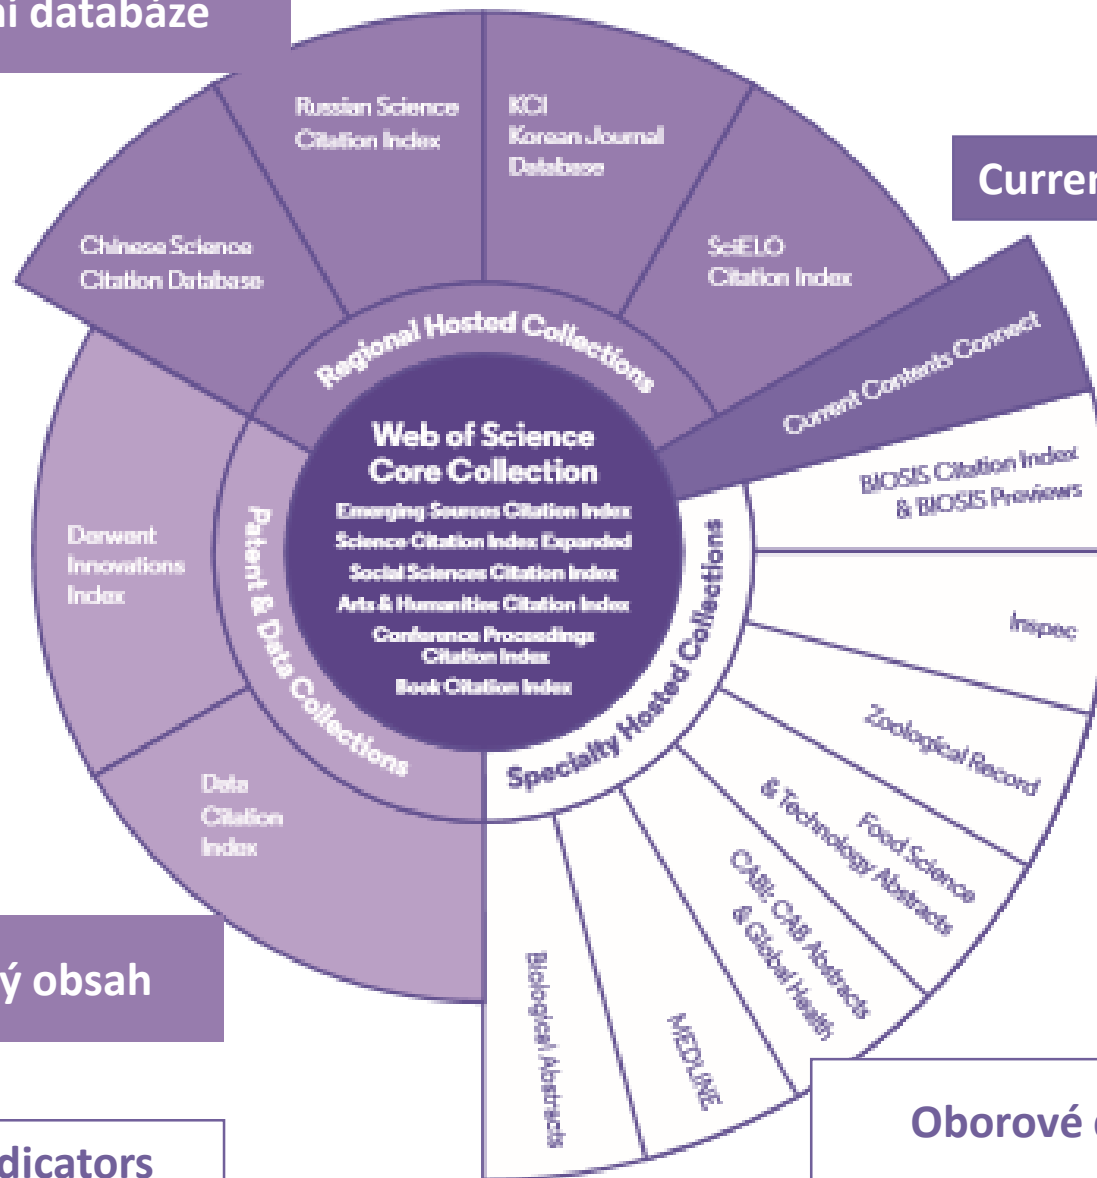 ní databáze
Russian Science
Citation Index
KCI
Korean Journal
Database
Curren
Chinese Science
Citation Database
SciELO
Citation Index
Regional Hosted Collections
Current Contents Connect
Web of Science
Core Collection
Emerging Sources Citation Index
Science Citation Index Expanded
Social Sciences Citation Index
Arts & Humanities Citation Index
Conference Proceedings
Citation Index
Book Citation Index
BIOSIS Citation Index
& BIOSIS Previews
Derwent
Innovations
Index
Patent & Data Collections
Specialty Hosted Collections
Inspec
Zoological Record
Food Science
& Technology Abstracts
Data
Citation
Index
CABI: CAB Abstracts
& Global Health
ý obsah
Biological Abstracts
MEDLINE
Oborové
dicators